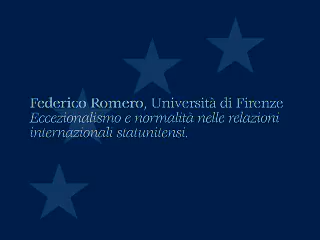 Federico Romero, Università di Firenze
Eccezionalismo e normalità nelle relazioni
internazionali statunitensi.